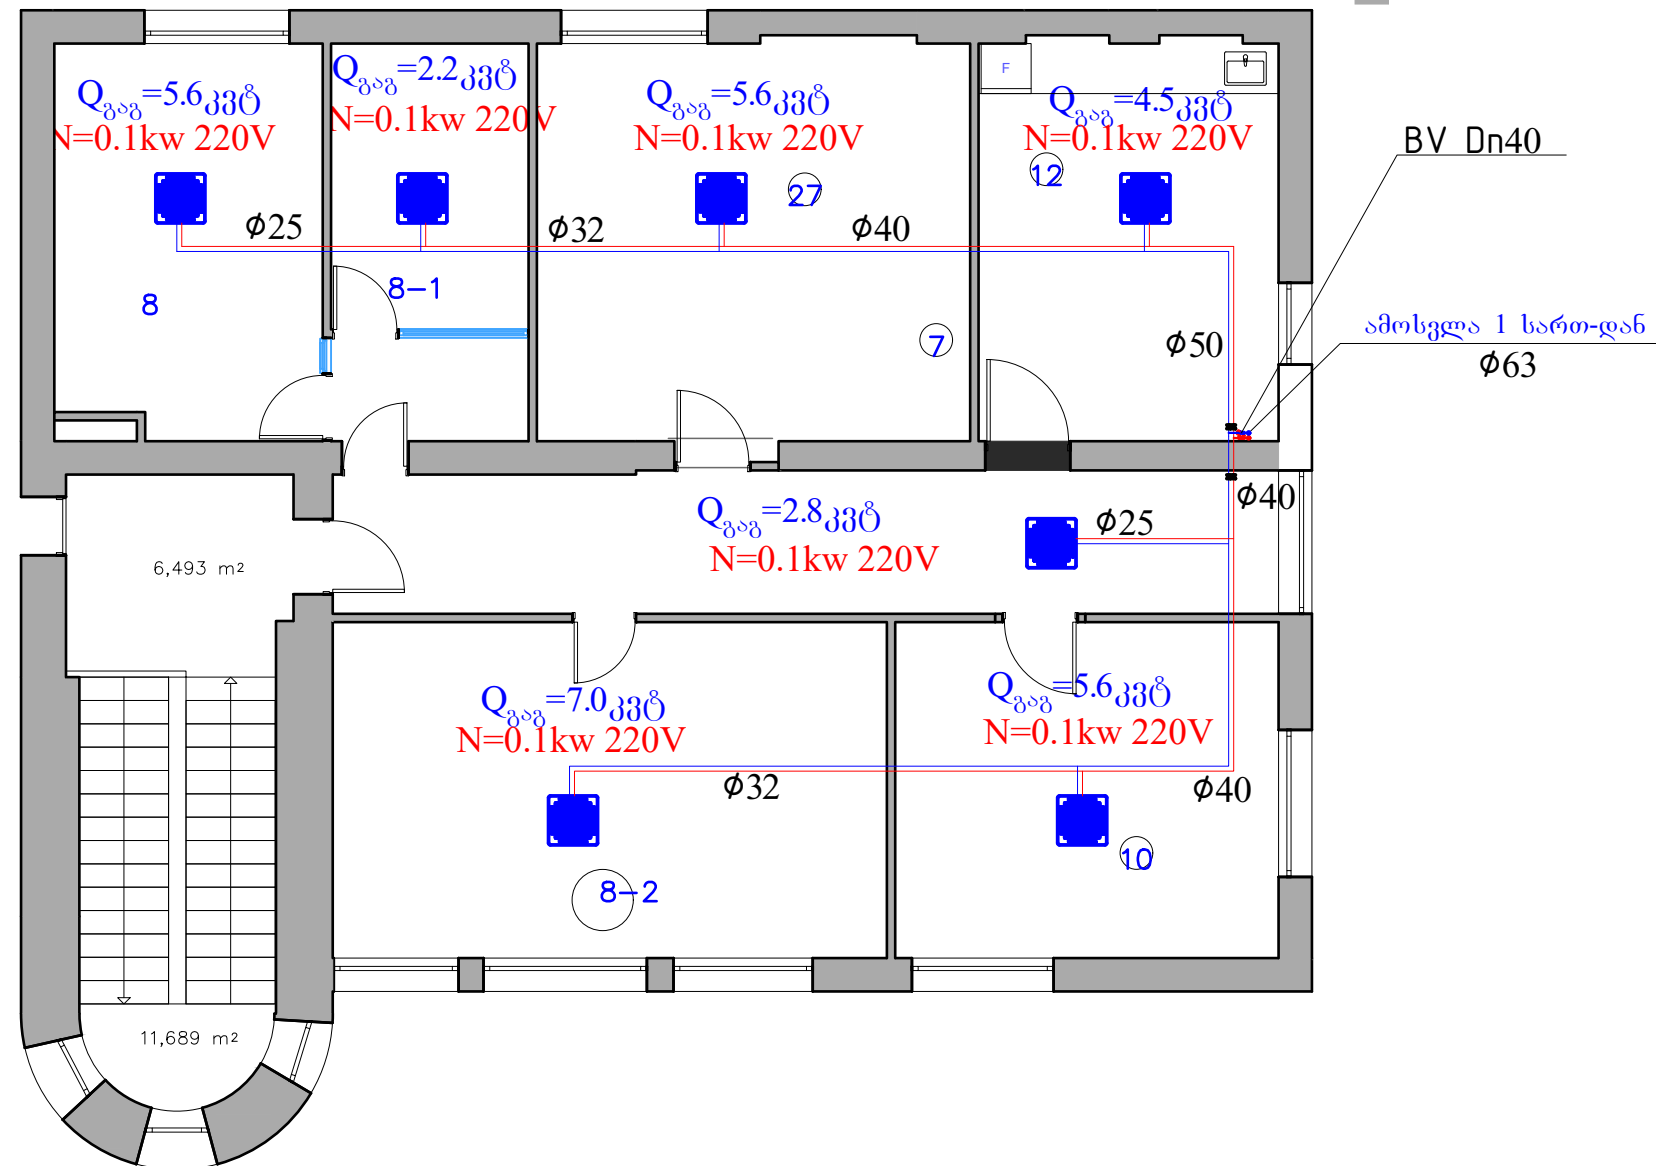 Qგაგ=5.6კვტ
N=0.1kw 220V
Qგაგ=2.2კვტ
N=0.1kw 220V
Qგაგ=5.6კვტ
N=0.1kw 220V
F
Qგაგ=4.5კვტ
N=0.1kw 220V
BV Dn40
12
27
ϕ25
ϕ32
ϕ40
8
8-1
7
ϕ50
ამოსვლა 1 სართ-დან
ϕ63
ϕ40
Qგაგ=2.8კვტ
N=0.1kw 220V
ϕ25
6,493 m²
Qგაგ=7.0კვტ
N=0.1kw 220V
Qგაგ=5.6კვტ
N=0.1kw 220V
ϕ32
ϕ40
10
8-2
11,689 m²